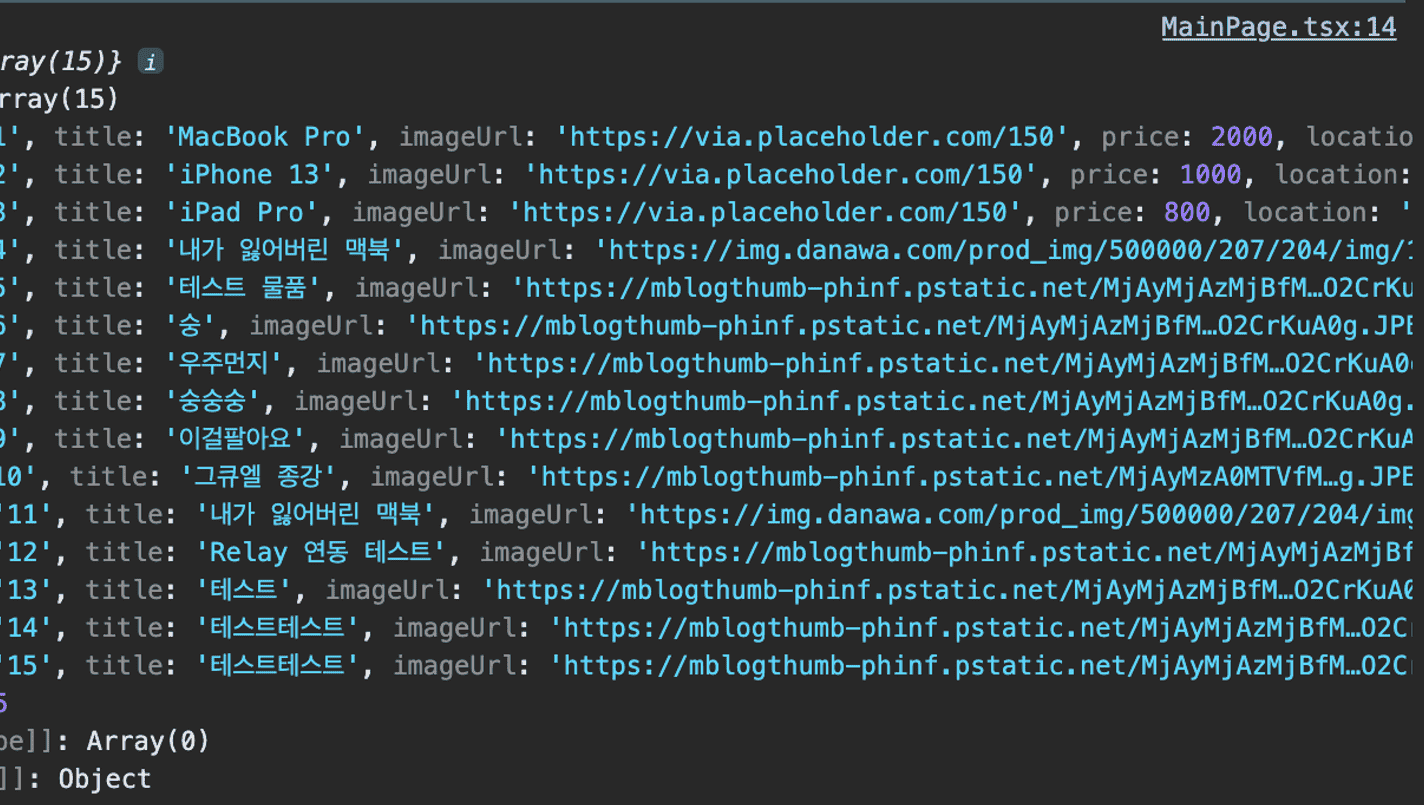 MainPage.tsx:14
ray(15)} i
rray(15)
1', title: 'MacBook Pro', imageUrl: 'https://via.placeholder.com/150', price: 2000, locatio
2', title: 'iPhone 13', imageUrl: 'https://via.placeholder.com/150', price: 1000, location:
3', title: 'iPad Pro', imageUrl: 'https://via.placeholder.com/150', price: 800, location: '
4', title: '내가 잃어버린 맥북', imageUrl: 'https://img.danawa.com/prod_img/500000/207/204/img/1
5', title: '테스트 물품', imageUrl: 'https://mblogthumb-phinf.pstatic.net/MjAyMjAzMjBfM…O2CrKu
6', title: '숭', imageUrl: 'https://mblogthumb-phinf.pstatic.net/MjAyMjAzMjBfM…O2CrKuA0g.JPE
7', title: '우주먼지', imageUrl: 'https://mblogthumb-phinf.pstatic.net/MjAyMjAzMjBfM…O2CrKuA0g
8', title: '숭숭숭', imageUrl: 'https://mblogthumb-phinf.pstatic.net/MjAyMjAzMjBfM…O2CrKuA0g.
9', title: '이걸팔아요', imageUrl: 'https://mblogthumb-phinf.pstatic.net/MjAyMjAzMjBfM…O2CrKuA
10', title: '그큐엘 종강', imageUrl: 'https://mblogthumb-phinf.pstatic.net/MjAyMzA0MTVfM…g.JPE
'11', title: '내가 잃어버린 맥북', imageUrl: 'https://img.danawa.com/prod_img/500000/207/204/img
'12', title: 'Relay 연동 테스트', imageUrl: 'https://mblogthumb-phinf.pstatic.net/MjAyMjAzMjBf
'13', title: '테스트', imageUrl: 'https://mblogthumb-phinf.pstatic.net/MjAyMjAzMjBfM…O2CrKuA0
'14', title: '테스트테스트', imageUrl: 'https://mblogthumb-phinf.pstatic.net/MjAyMjAzMjBfM…O2C
'15', title: '테스트테스트', imageUrl: 'https://mblogthumb-phinf.pstatic.net/MjAyMjAzMjBfM…O2C
5
pe]]: Array(0)
]]: Object